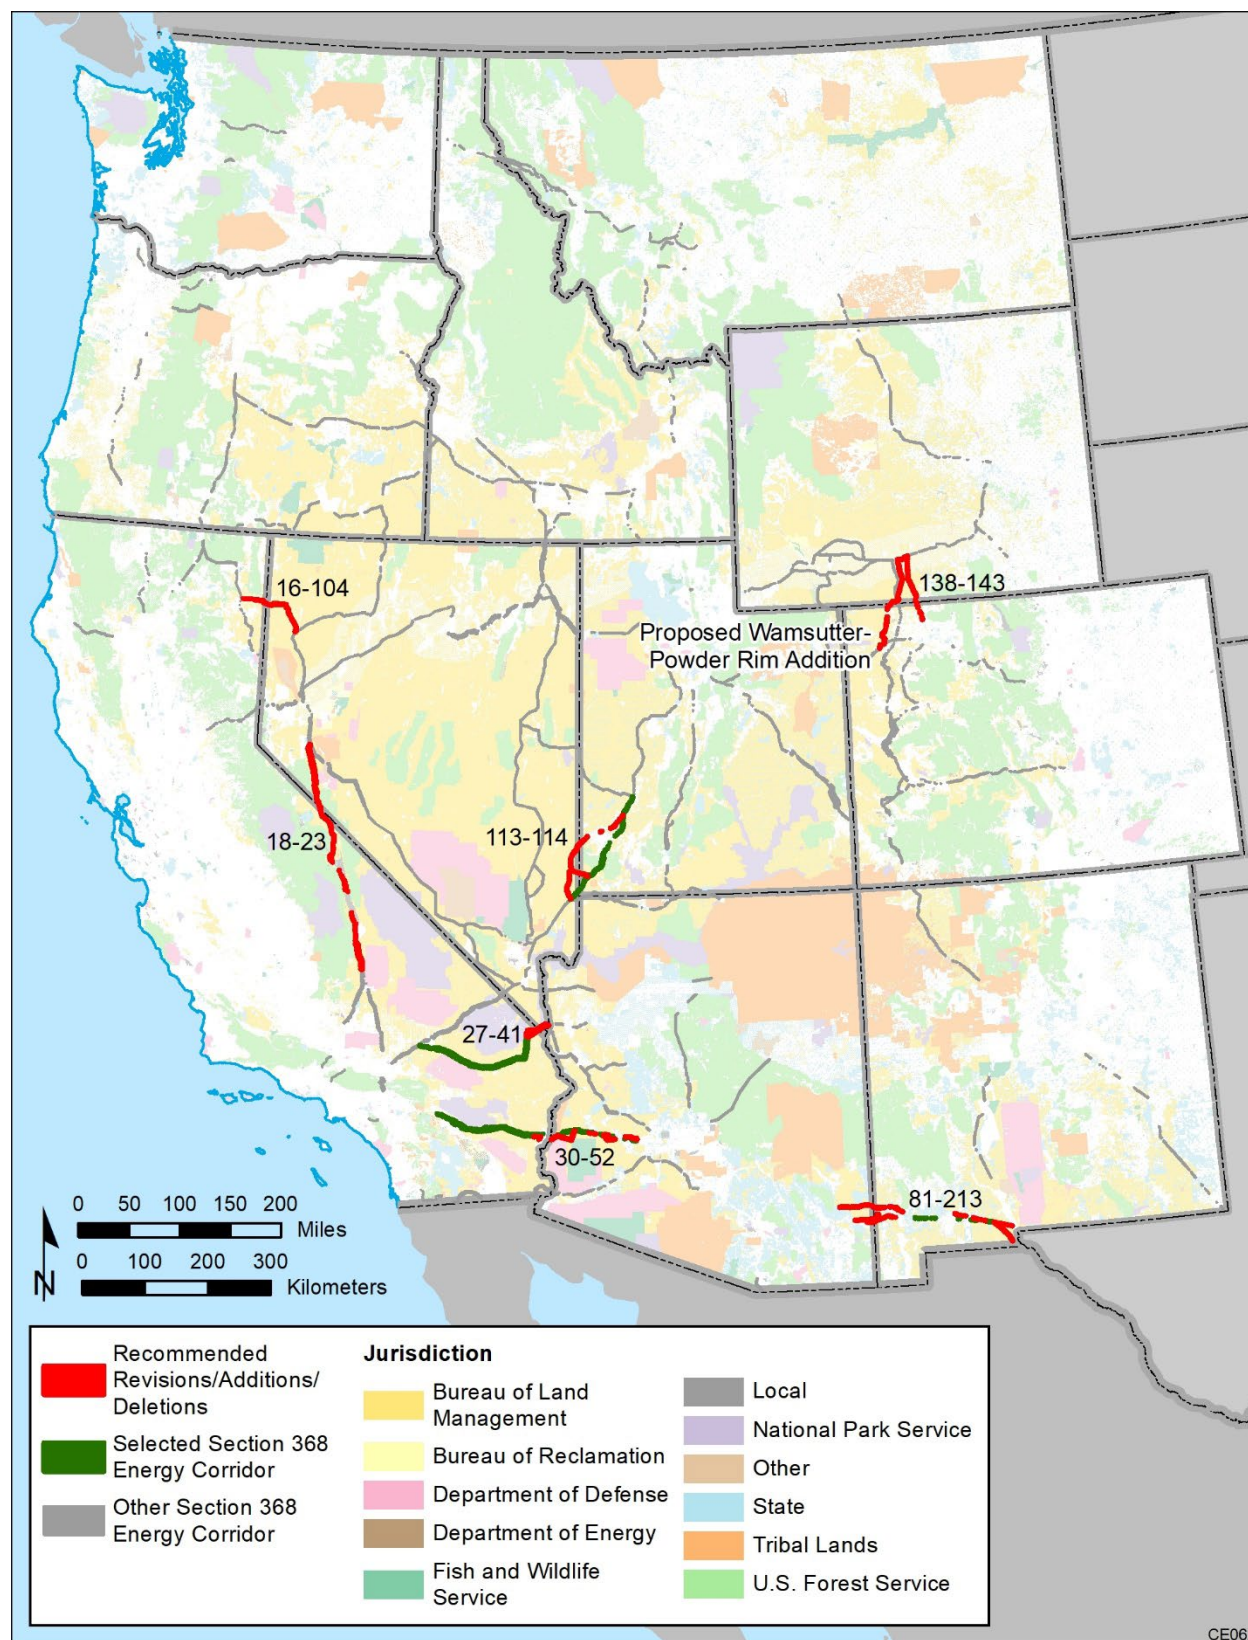 16-104
138-143
Proposed Wamsutter-
Powder Rim Addition
113-114
18-23
27-41
30-52
81-213
0 50 100 150 200
Miles
0 100 200 300
Kilometers
N
Recommended
Revisions/Additions/
Deletions
Selected Section 368
Energy Corridor
Other Section 368
Energy Corridor
Jurisdiction
Bureau of Land
Management
Bureau of Reclamation
Department of Defense
Department of Energy
Fish and Wildlife
Service
Local
National Park Service
Other
State
Tribal Lands
U.S. Forest Service
CE06